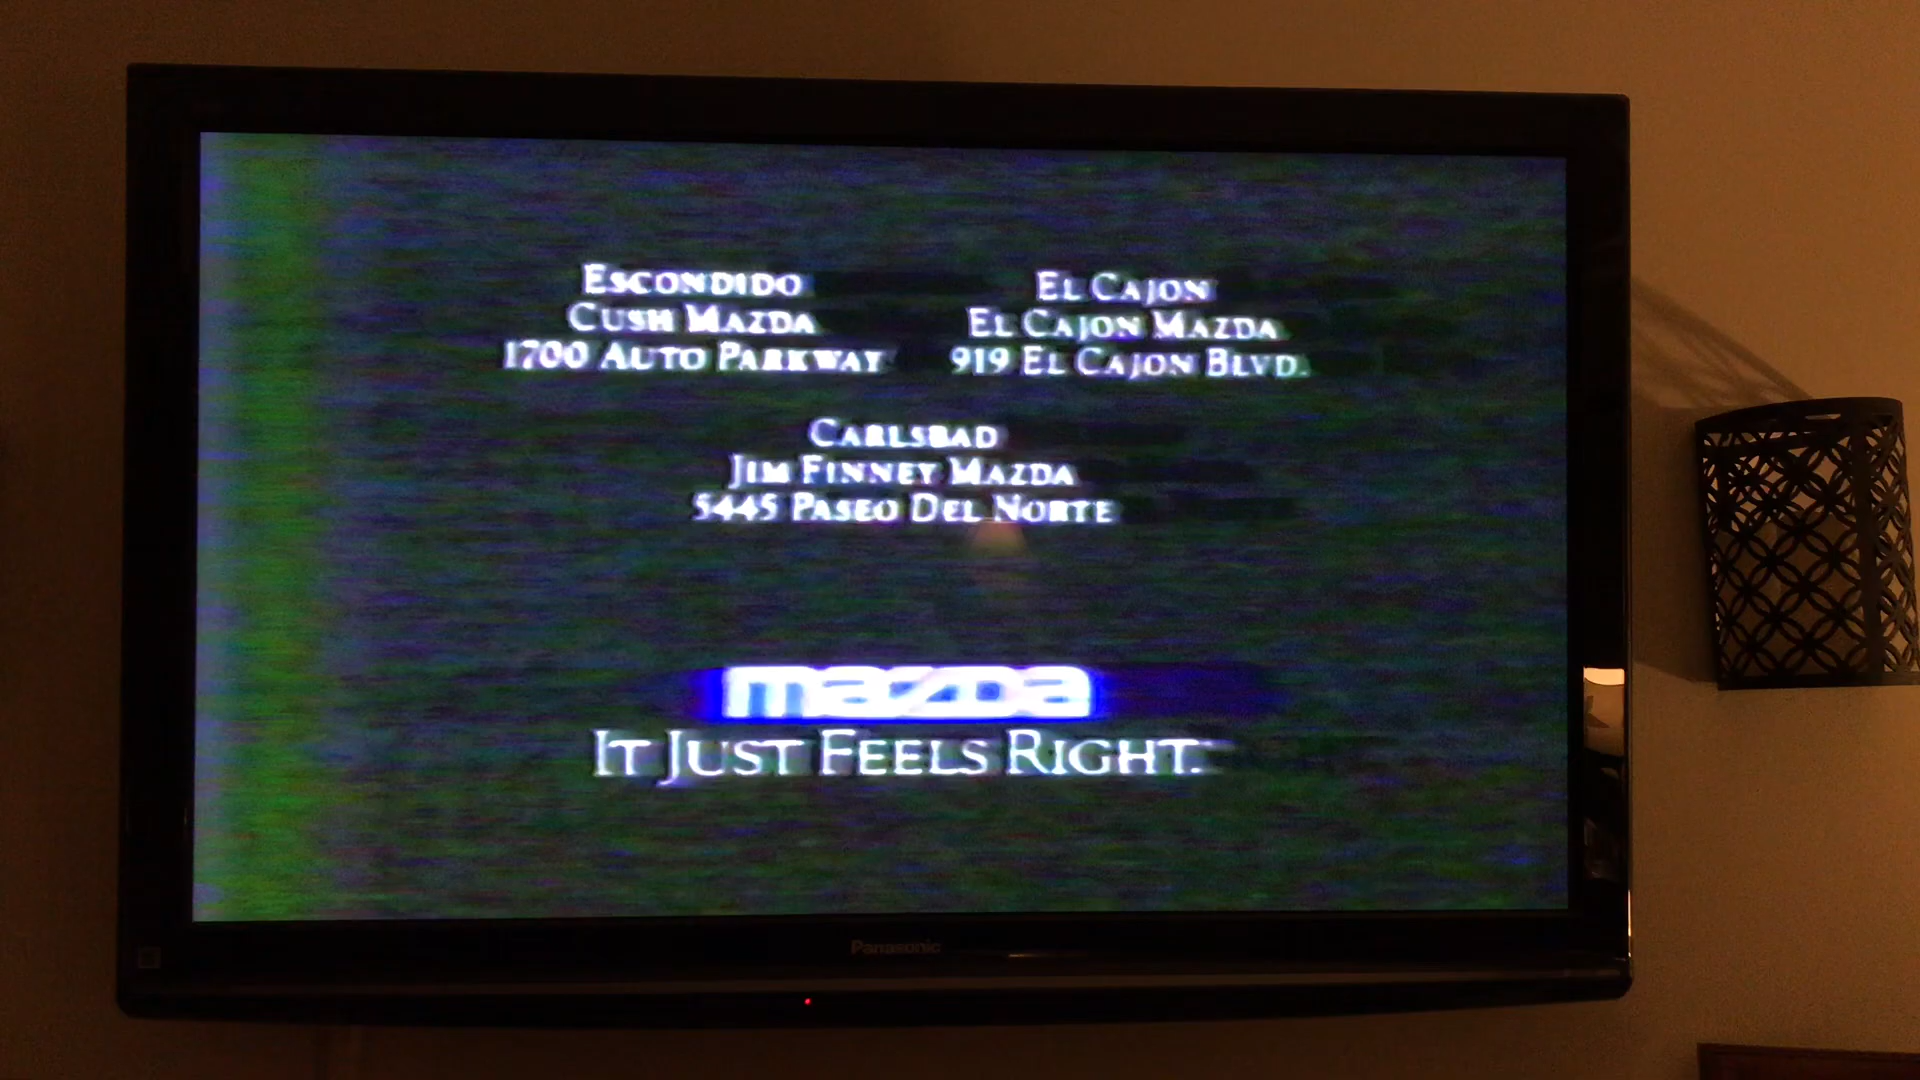 ESCONDIDO
CUSH MAZDA
1700 AUTO PARKWAY
EL CAJON
EL CAJON MAZDA
919 EL CAJON BLVD.
CARLSBAD
JIM FINNEY MAZDA
5445 PASEO DEL NORTE
mazda
IT JUST FEELS RIGHT.
Panasonic